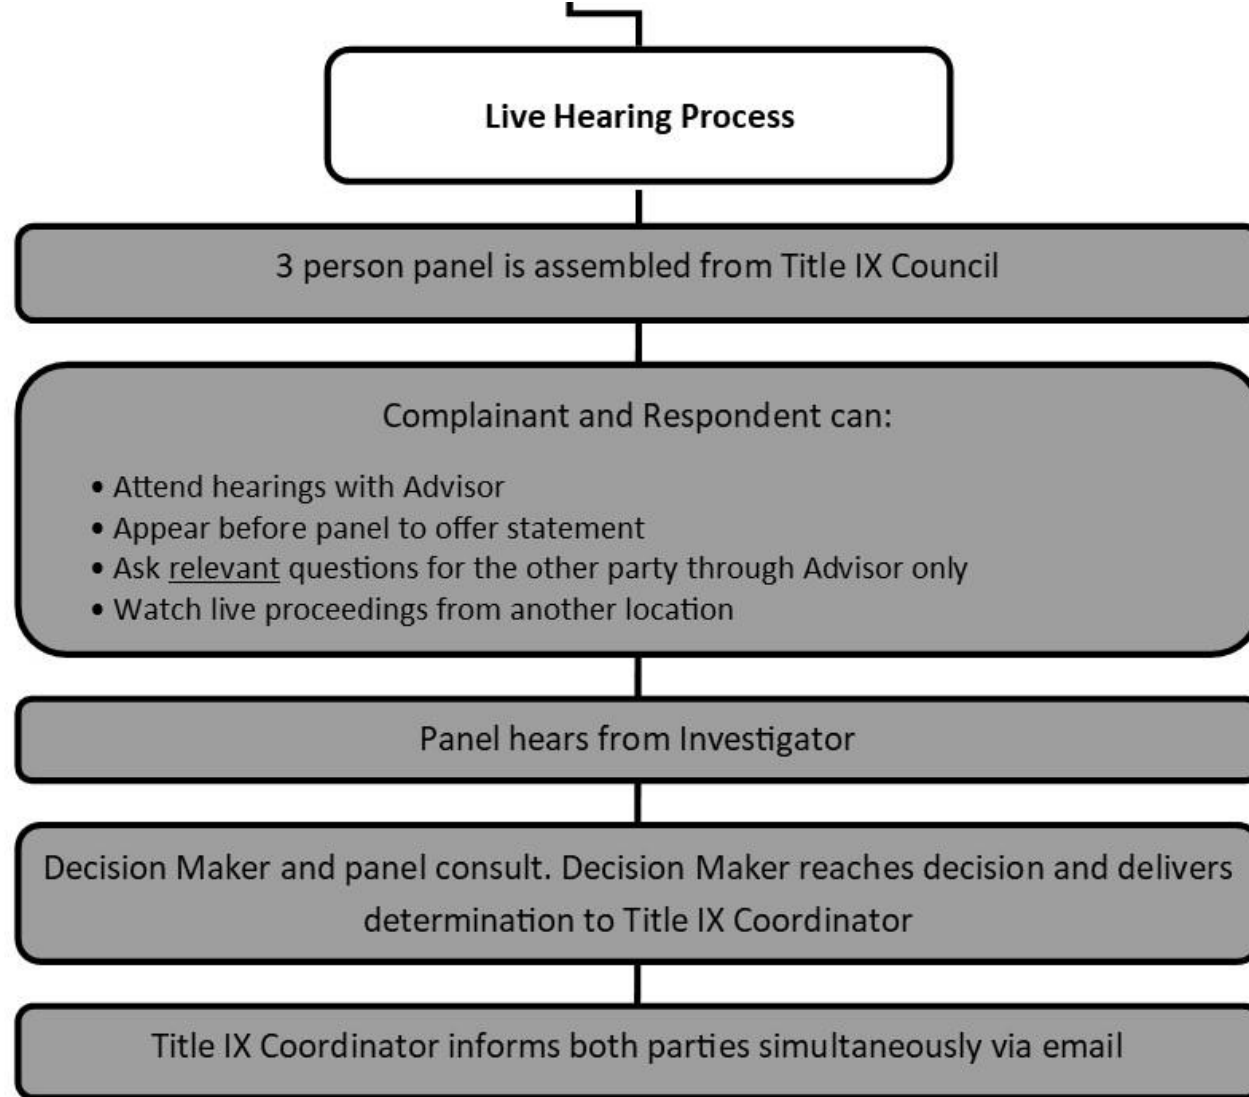 Live Hearing Process
3 person panel is assembled from Title IX Council
Complainant and Respondent can:
• Attend hearings with Advisor
• Appear before panel to offer statement
• Ask relevant questions for the other party through Advisor only
• Watch live proceedings from another location
Panel hears from Investigator
Decision Maker and panel consult. Decision Maker reaches decision and delivers
determination to Title IX Coordinator
Title IX Coordinator informs both parties simultaneously via email